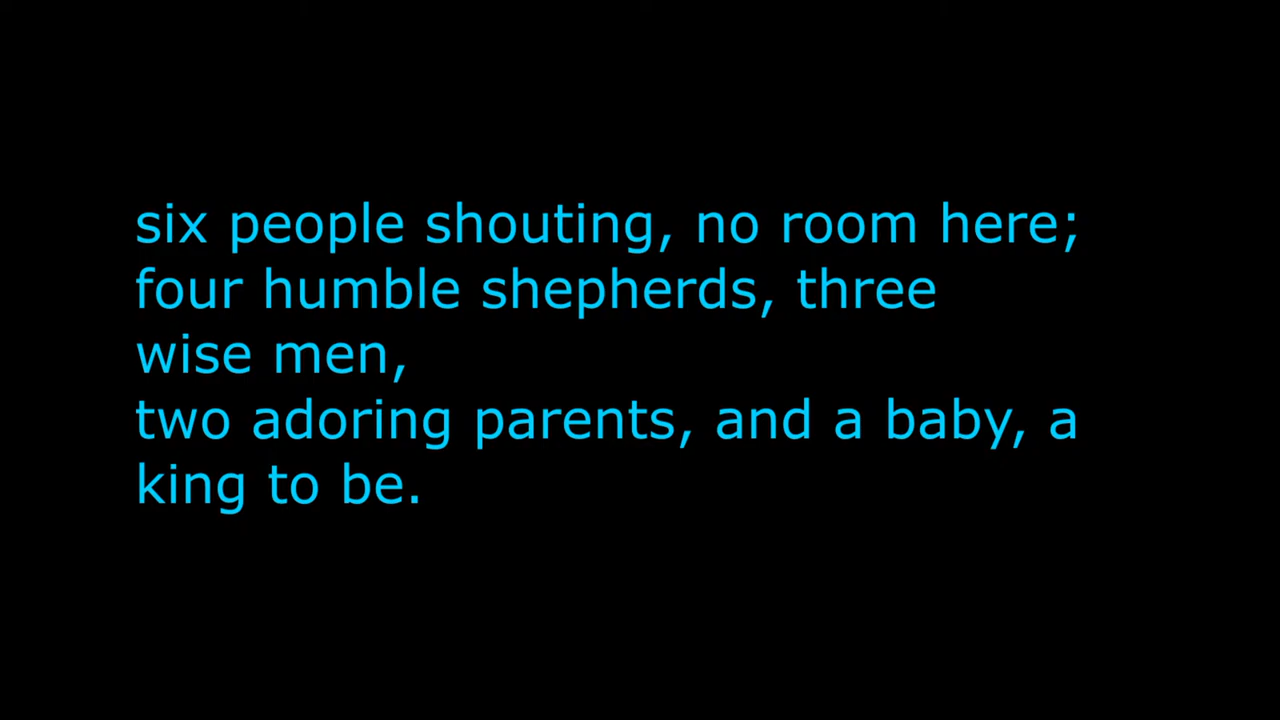 six people shouting, no room here;
four humble shepherds, three
wise men,
two adoring parents, and a baby, a
king to be.